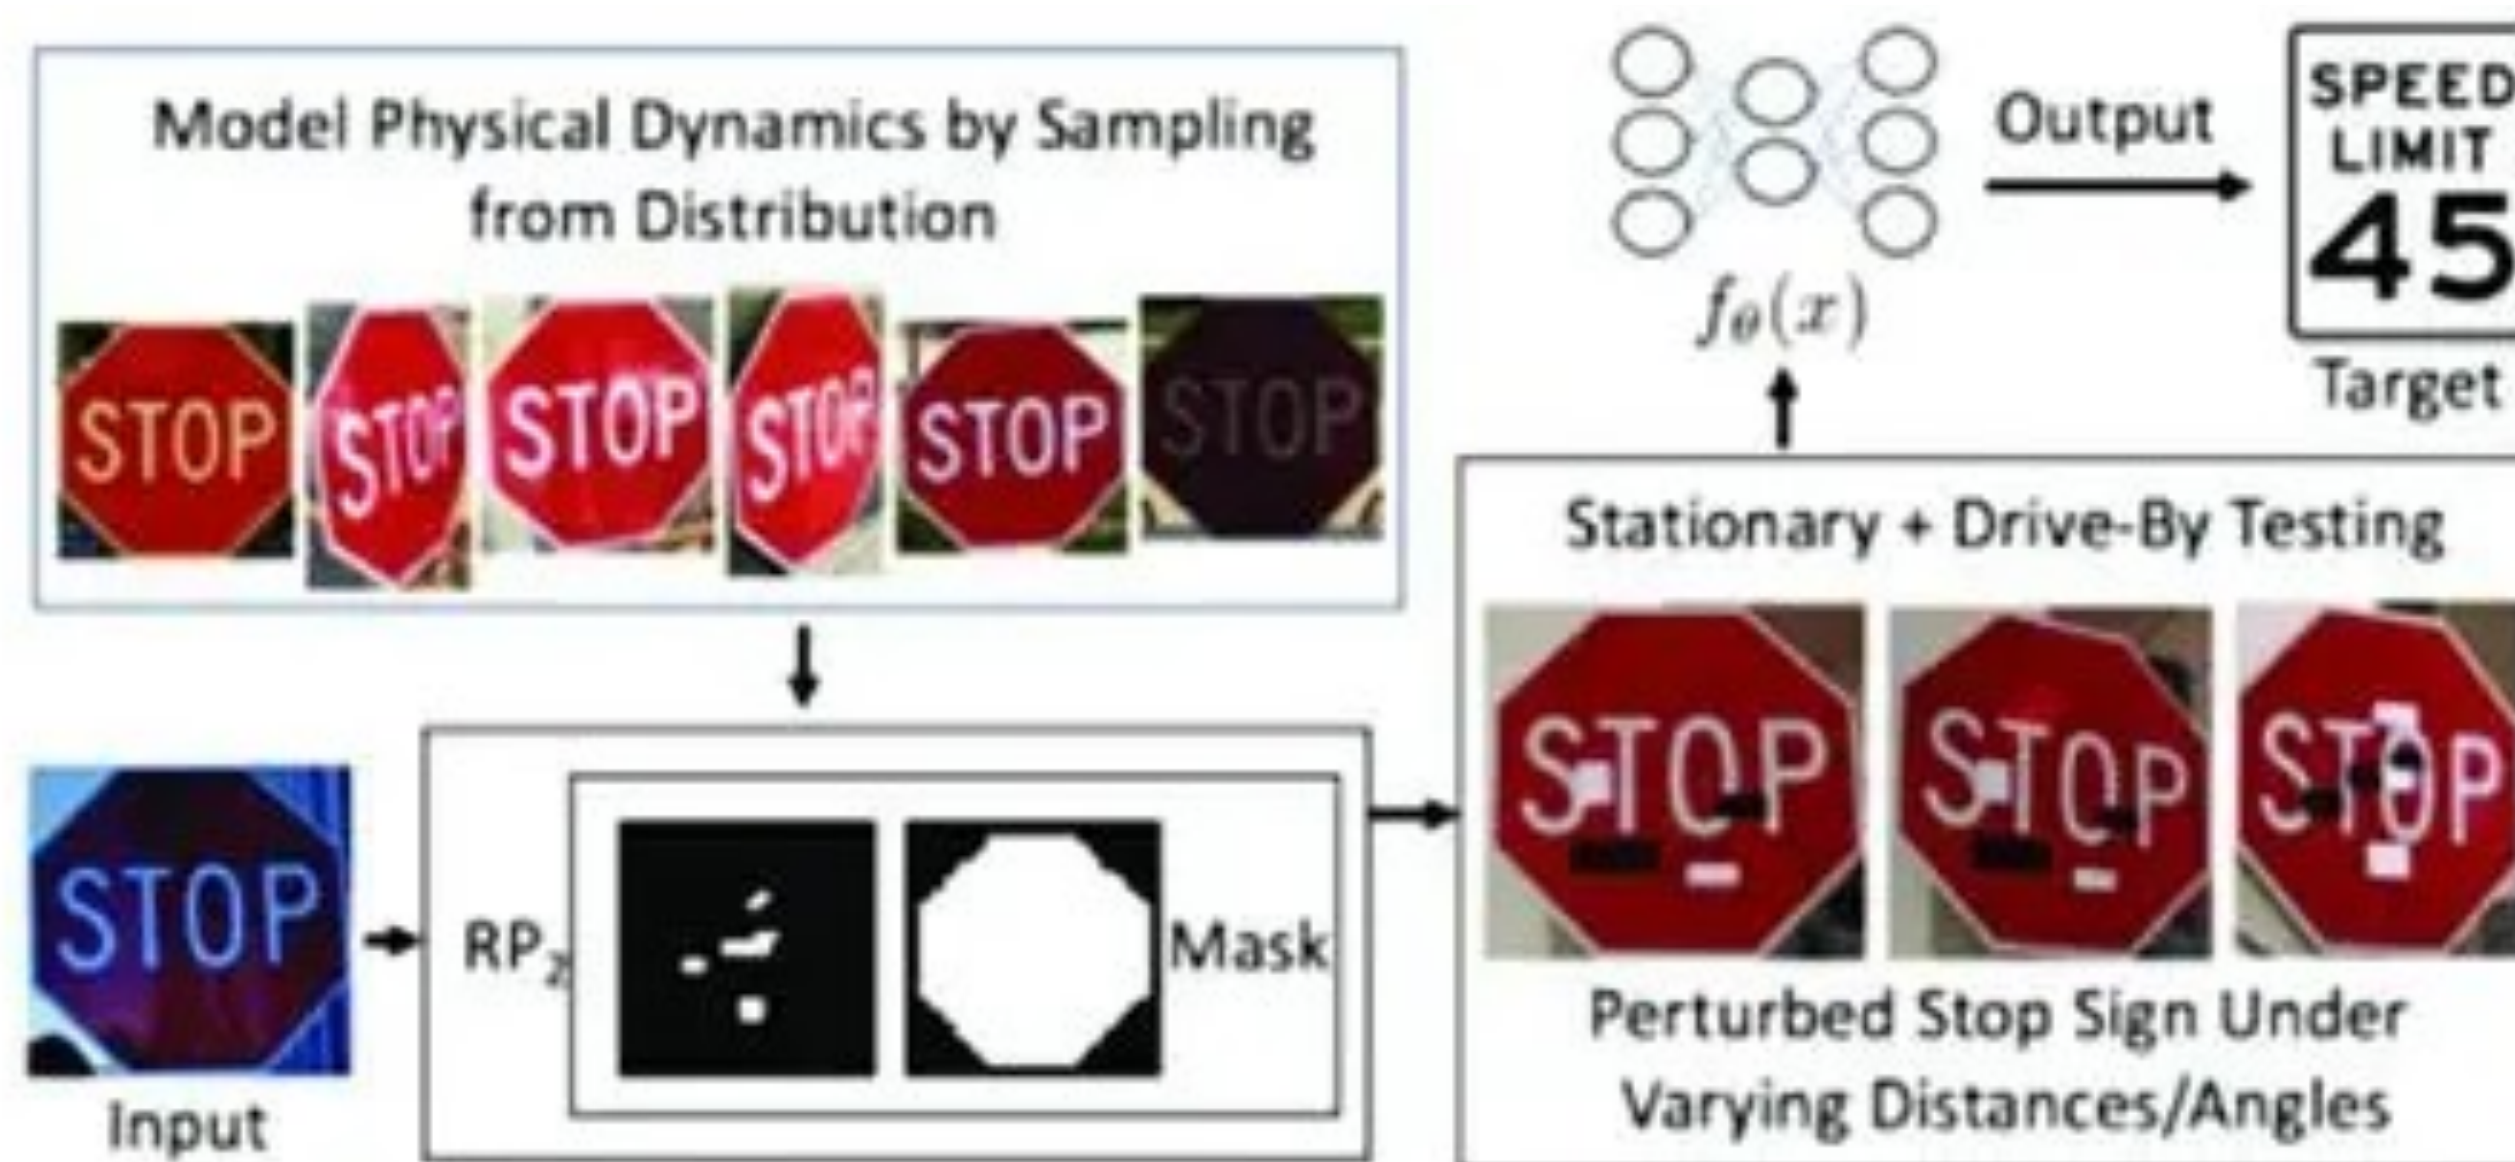 Model Physical Dynamics by Sampling
from Distribution
STOP
STOP
STOP
STOP
STOP
STOP
Input
STOP
RP2
Mask
Stationary + Drive-By Testing
STOP
STOP
STOP
Perturbed Stop Sign Under
Varying Distances/Angles
fθ(x)
Output
SPEED
LIMIT
45
Target